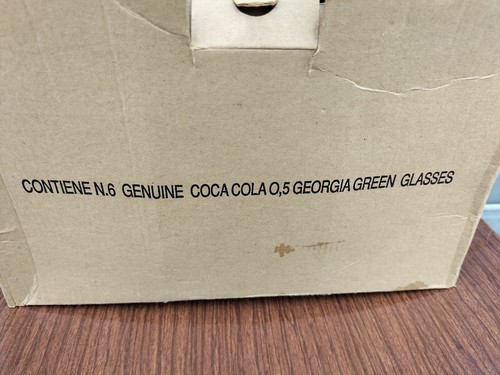 CONTIENE N.6 GENUINE COCA COLA 0,5 GEORGIA GREEN GLASSES